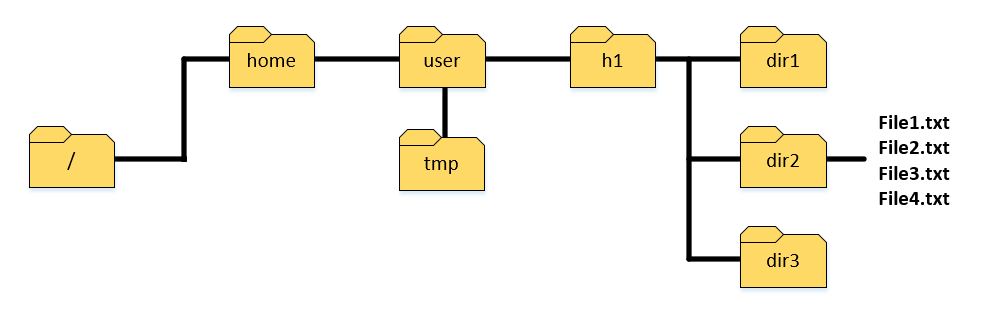 home
user
h1
dir1
/
tmp
dir2
File1.txt
File2.txt
File3.txt
File4.txt
dir3